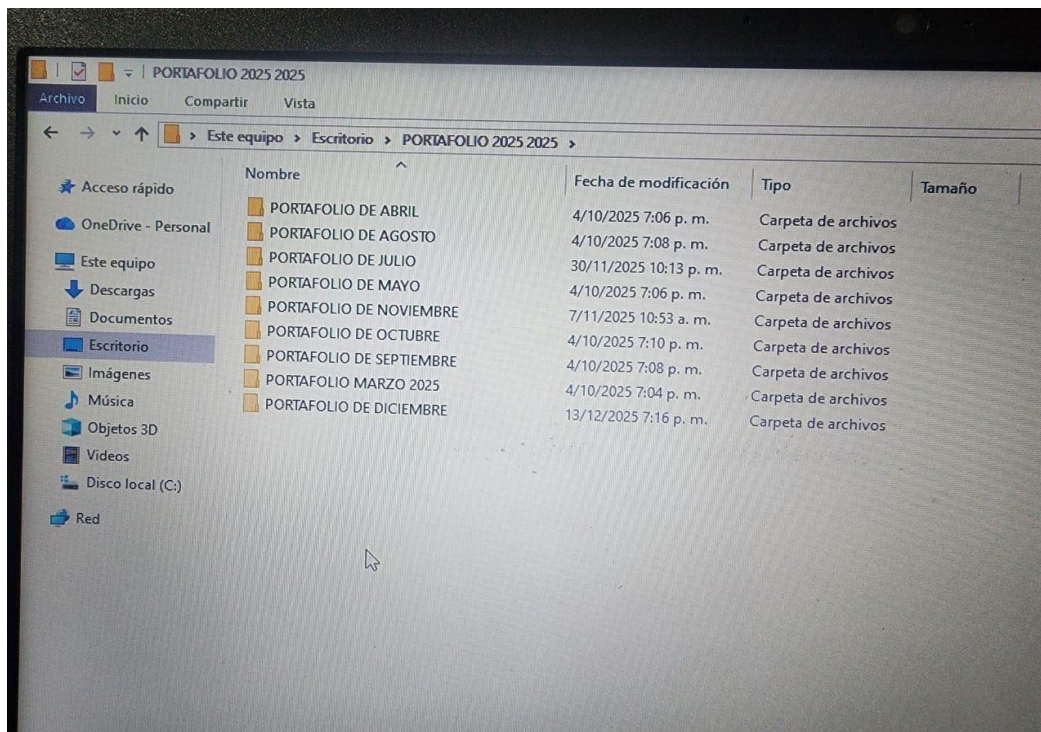 PORTAFOLIO 2025 2025
Archivo Inicio Compartir Vista
Este equipo > Escritorio > PORTAFOLIO 2025 2025 >
Nombre Fecha de modificación Tipo Tamaño
Acceso rápido
OneDrive - Personal
Este equipo
Descargas
Documentos
Escritorio
Imágenes
Música
Objetos 3D
Videos
Disco local (C:)
Red
PORTAFOLIO DE ABRIL 4/10/2025 7:06 p. m. Carpeta de archivos
PORTAFOLIO DE AGOSTO 4/10/2025 7:08 p. m. Carpeta de archivos
PORTAFOLIO DE JULIO 30/11/2025 10:13 p. m. Carpeta de archivos
PORTAFOLIO DE MAYO 4/10/2025 7:06 p. m. Carpeta de archivos
PORTAFOLIO DE NOVIEMBRE 7/11/2025 10:53 a. m. Carpeta de archivos
PORTAFOLIO DE OCTUBRE 4/10/2025 7:10 p. m. Carpeta de archivos
PORTAFOLIO DE SEPTIEMBRE 4/10/2025 7:08 p. m. Carpeta de archivos
PORTAFOLIO MARZO 2025 4/10/2025 7:04 p. m. Carpeta de archivos
PORTAFOLIO DE DICIEMBRE 13/12/2025 7:16 p. m. Carpeta de archivos